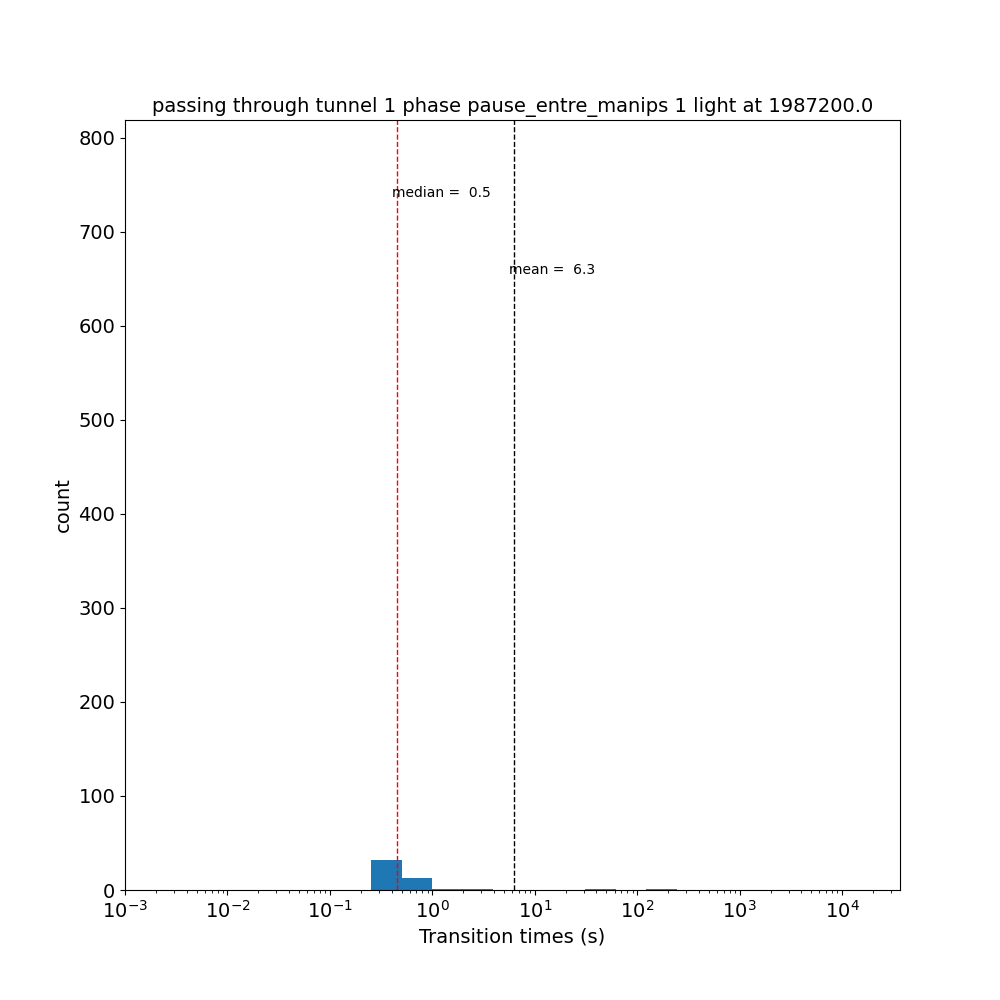 passing through tunnel 1 phase pause_entre_manips 1 light at 1987200.0
800
median =  0.5
700
mean =  6.3
600
500
count
400
300
200
100
0
10⁻³ 10⁻² 10⁻¹ 10⁰ 10¹ 10² 10³ 10⁴
Transition times (s)